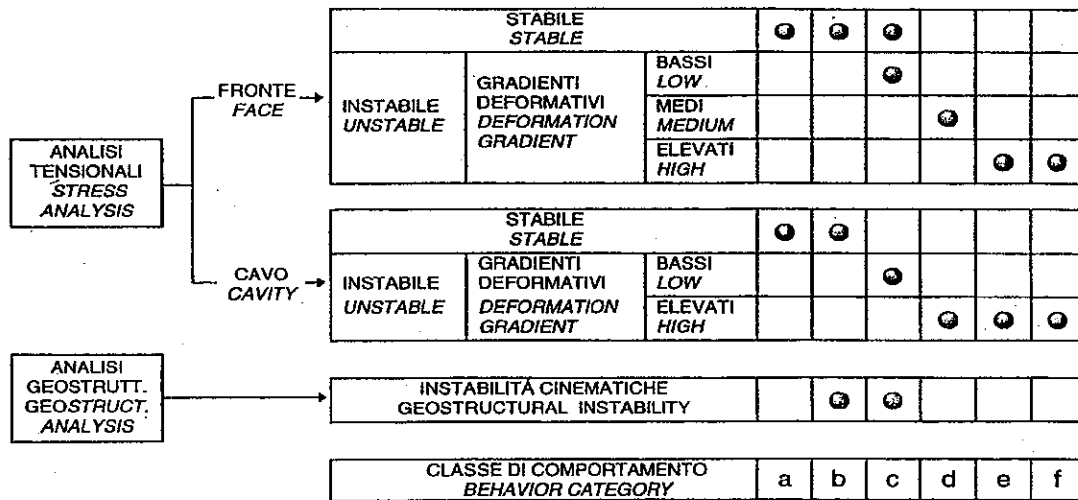 STABILE
STABLE
FRONTE
FACE
INSTABILE
UNSTABLE
GRADIENTI
DEFORMATIVI
DEFORMATION
GRADIENT
BASSI
LOW
MEDI
MEDIUM
ELEVATI
HIGH
ANALISI
TENSIONALI
STRESS
ANALYSIS
STABILE
STABLE
CAVO
CAVITY
INSTABILE
UNSTABLE
GRADIENTI
DEFORMATIVI
DEFORMATION
GRADIENT
BASSI
LOW
ELEVATI
HIGH
ANALISI
GEOSTRUTT.
GEOSTRUCT.
ANALYSIS
INSTABILITÁ CINEMATICHE
GEOSTRUCTURAL INSTABILITY
CLASSE DI COMPORTAMENTO
BEHAVIOR CATEGORY
a b c d e f